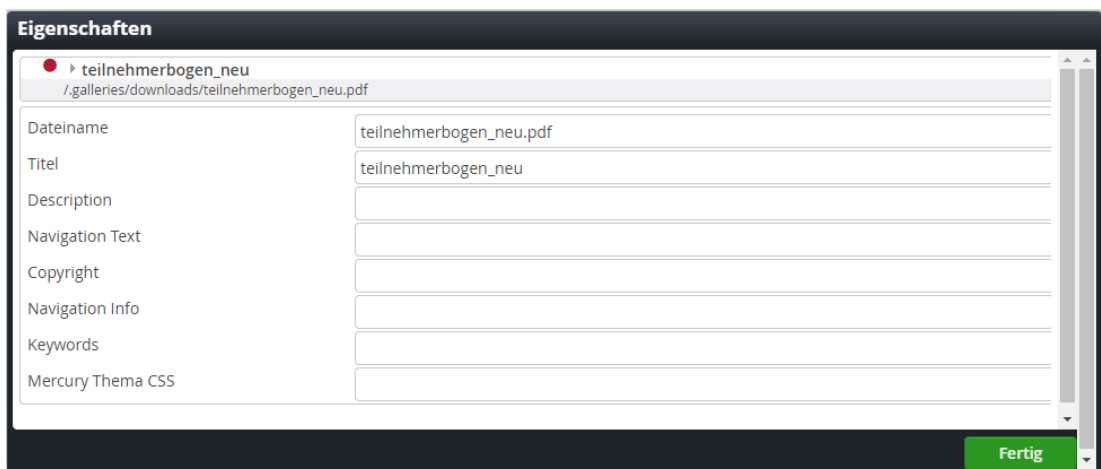 Eigenschaften
teilnehmerbogen_neu
/.galleries/downloads/teilnehmerbogen_neu.pdf
Dateiname teilnehmerbogen_neu.pdf
Titel teilnehmerbogen_neu
Description
Navigation Text
Copyright
Navigation Info
Keywords
Mercury Thema CSS
Fertig